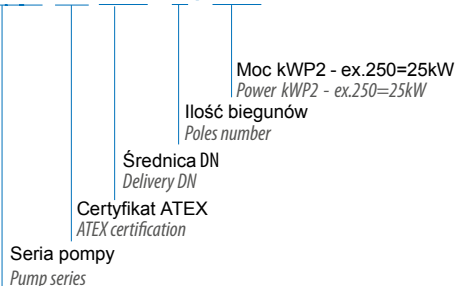 Moc kWP2 - ex.250=25kW
Power kWP2 - ex.250=25kW
Ilość biegunów
Poles number
Średnica DN
Delivery DN
Certyfikat ATEX
ATEX certification
Seria pompy
Pump series